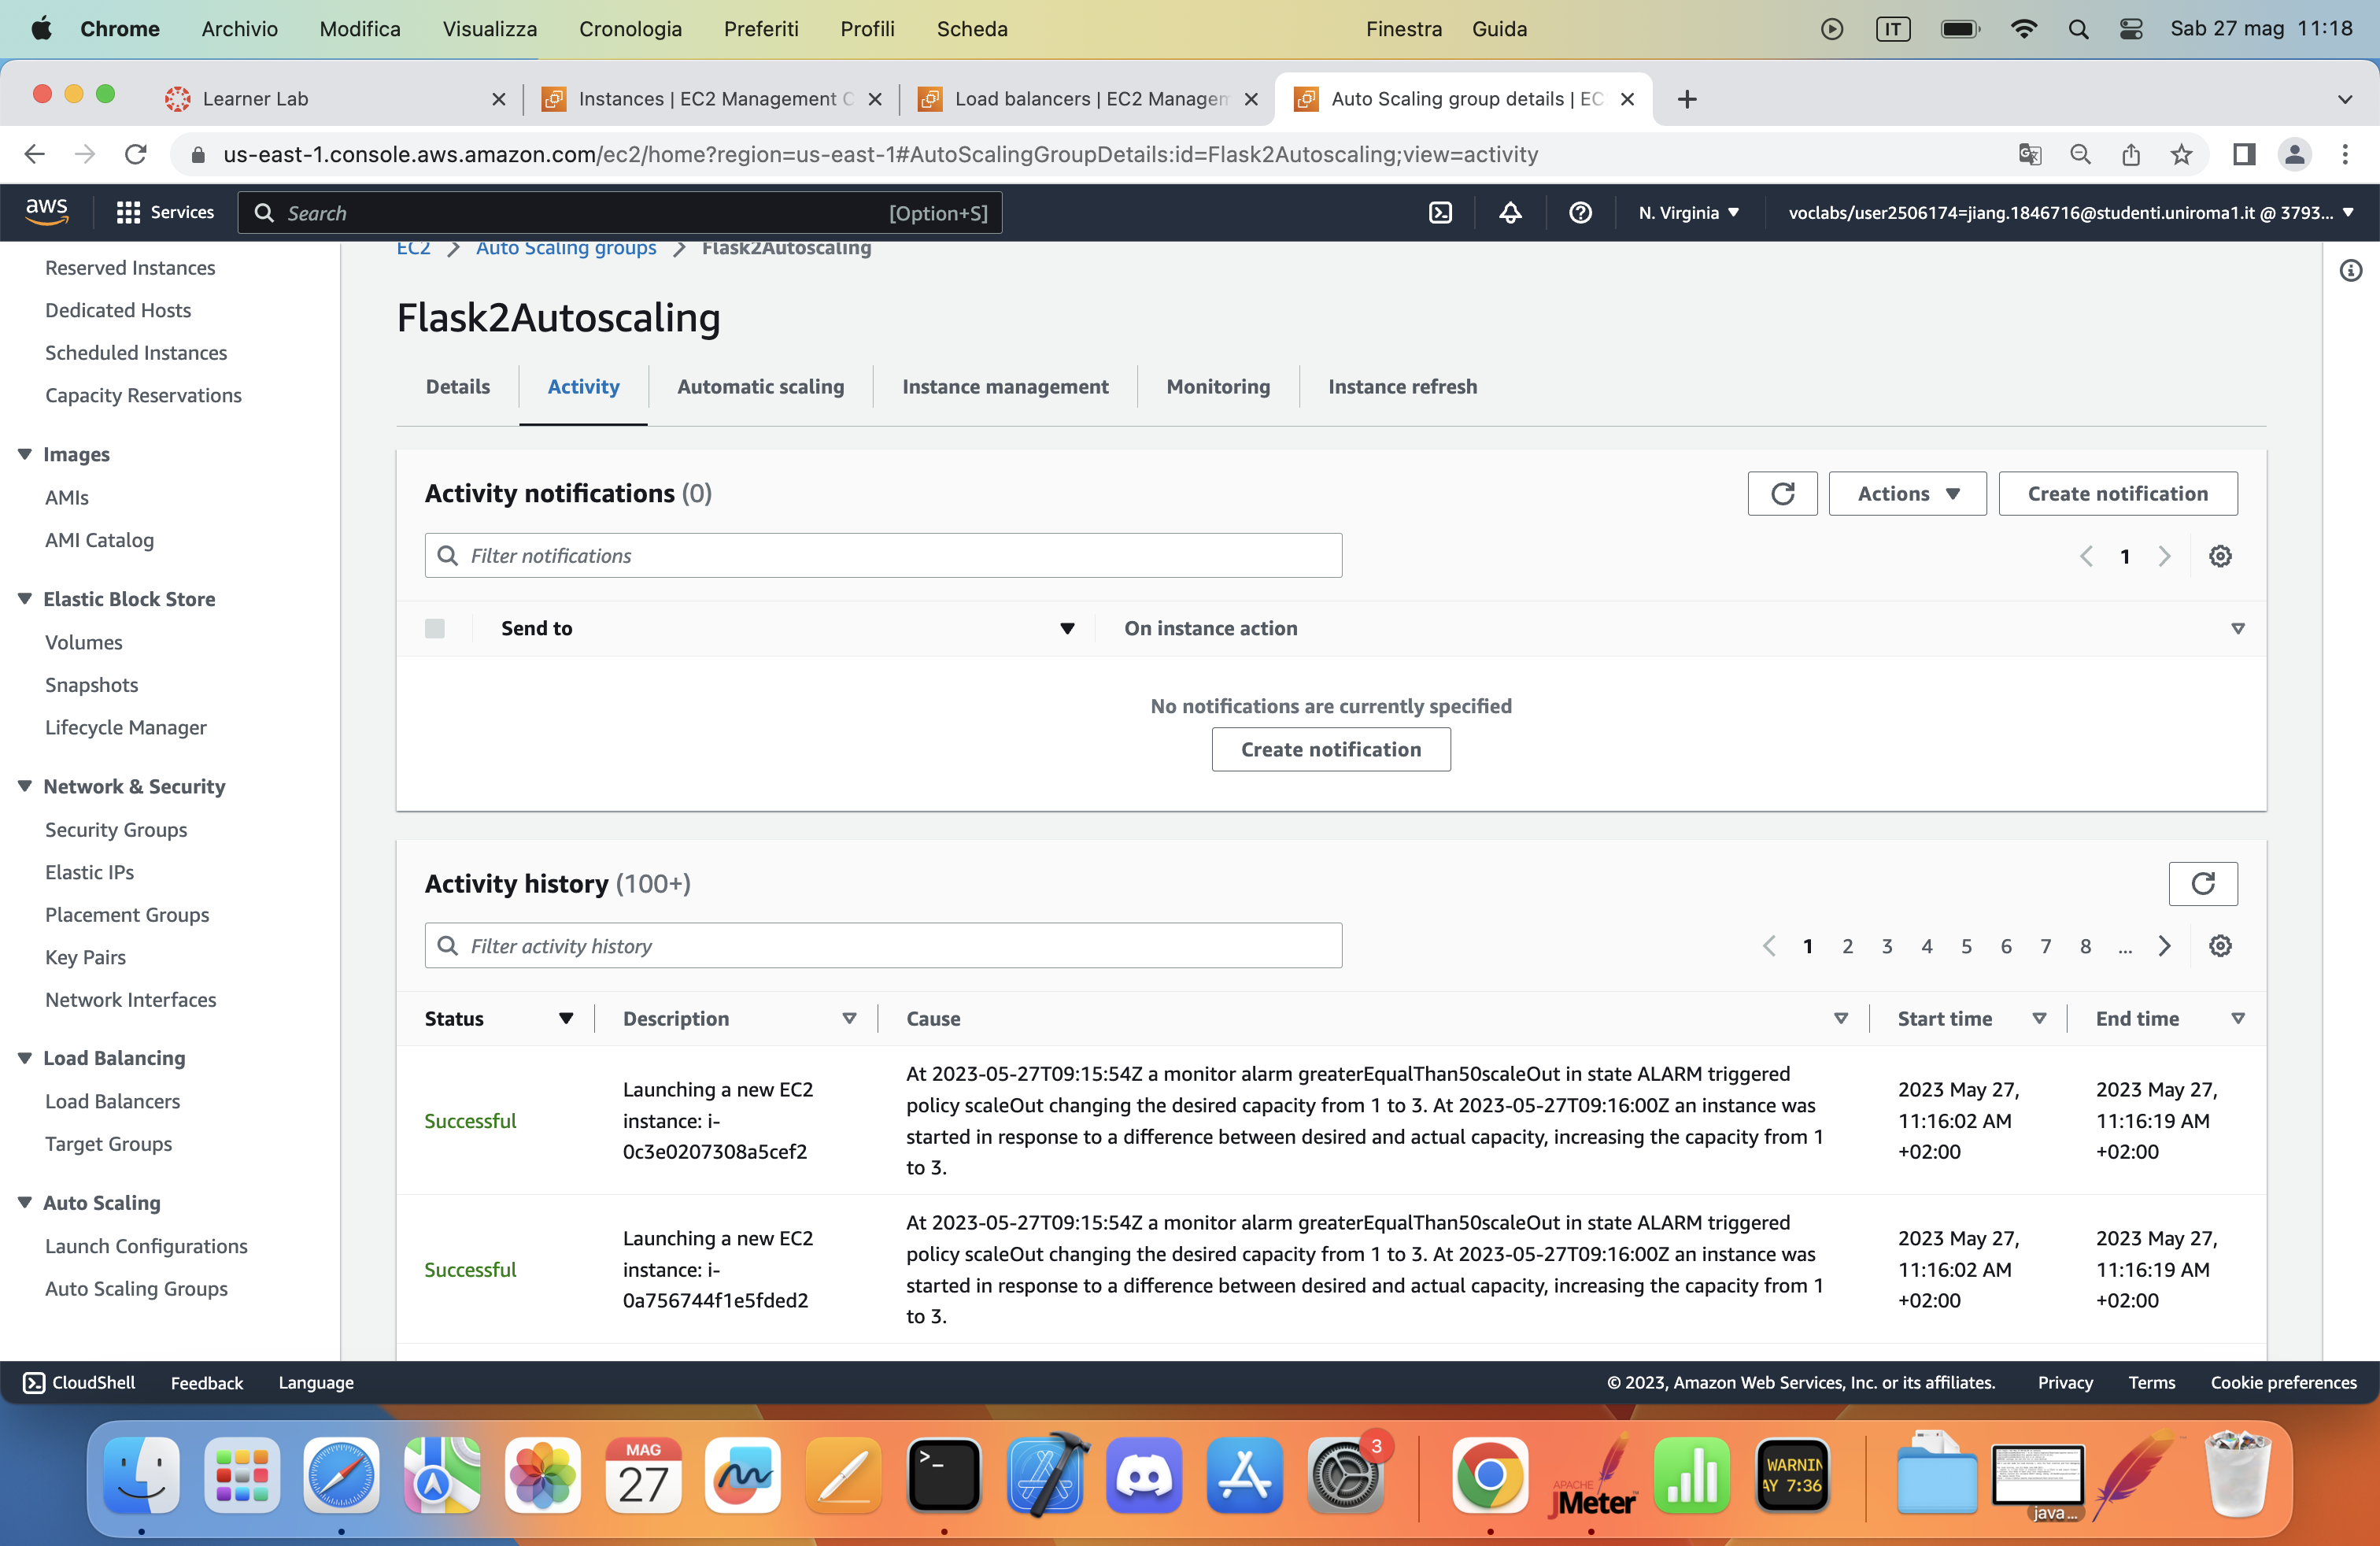 Chrome Archivio Modifica Visualizza Cronologia Preferiti Profili Scheda Finestra Guida IT Sab 27 mag 11:18
Learner Lab
Instances | EC2 Management C
Load balancers | EC2 Managem
Auto Scaling group details | EC
us-east-1.console.aws.amazon.com/ec2/home?region=us-east-1#AutoScalingGroupDetails:id=Flask2Autoscaling;view=activity
aws Services Search [Option+S] N. Virginia voclabs/user2506174=jiang.1846716@studenti.uniroma1.it @ 3793...
Reserved Instances
Dedicated Hosts
Scheduled Instances
Capacity Reservations
Images
AMIs
AMI Catalog
Elastic Block Store
Volumes
Snapshots
Lifecycle Manager
Network & Security
Security Groups
Elastic IPs
Placement Groups
Key Pairs
Network Interfaces
Load Balancing
Load Balancers
Target Groups
Auto Scaling
Launch Configurations
Auto Scaling Groups
EC2 Auto Scaling groups Flask2Autoscaling
Flask2Autoscaling
Details Activity Automatic scaling Instance management Monitoring Instance refresh
Activity notifications (0)
Actions Create notification
Filter notifications
1
Send to On instance action
No notifications are currently specified
Create notification
Activity history (100+)
Filter activity history
1 2 3 4 5 6 7 8 ...
Status Description Cause Start time End time
Successful
Launching a new EC2
instance: i-
0c3e0207308a5cef2
At 2023-05-27T09:15:54Z a monitor alarm greaterEqualThan50scaleOut in state ALARM triggered
policy scaleOut changing the desired capacity from 1 to 3. At 2023-05-27T09:16:00Z an instance was
started in response to a difference between desired and actual capacity, increasing the capacity from 1
to 3.
2023 May 27,
11:16:02 AM
+02:00
2023 May 27,
11:16:19 AM
+02:00
Successful
Launching a new EC2
instance: i-
0a756744f1e5fded2
At 2023-05-27T09:15:54Z a monitor alarm greaterEqualThan50scaleOut in state ALARM triggered
policy scaleOut changing the desired capacity from 1 to 3. At 2023-05-27T09:16:00Z an instance was
started in response to a difference between desired and actual capacity, increasing the capacity from 1
to 3.
2023 May 27,
11:16:02 AM
+02:00
2023 May 27,
11:16:19 AM
+02:00
CloudShell Feedback Language © 2023, Amazon Web Services, Inc. or its affiliates. Privacy Terms Cookie preferences
MAG
27
3
APACHE
JMeter
WARNIN
AY 7:36
java...